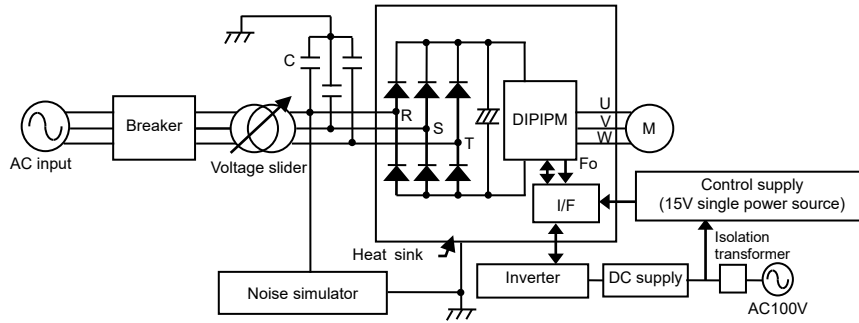 C
R
S
T
AC input
Breaker
Voltage slider
DIPIPM
U
V
W
M
Fo
I/F
Control supply
(15V single power source)
Heat sink
Isolation
transformer
Noise simulator
Inverter
DC supply
AC100V